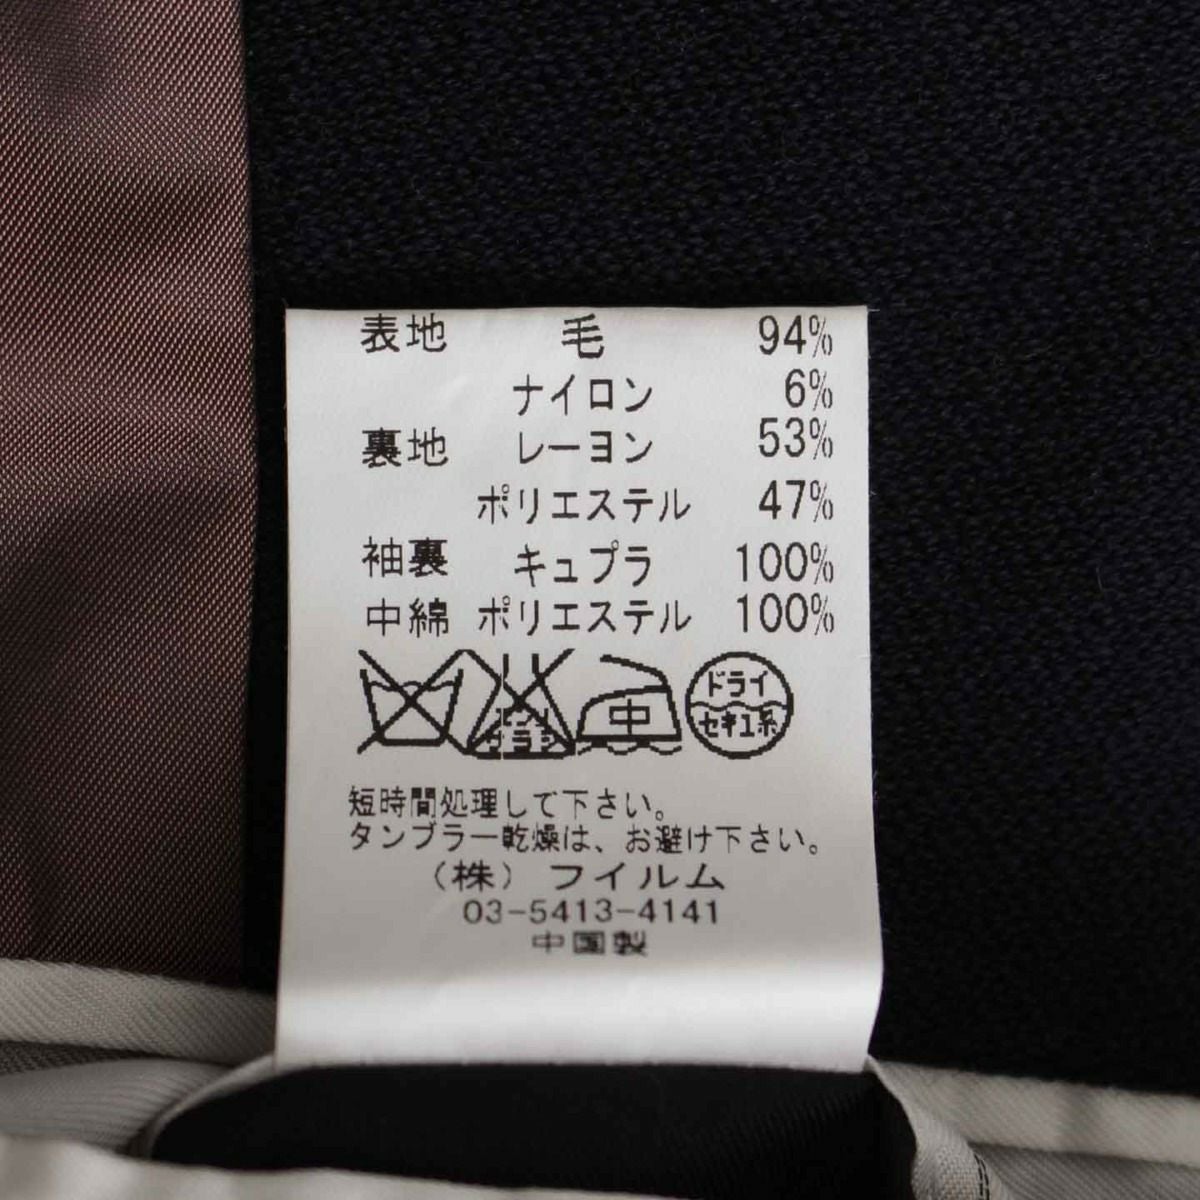 表地 毛 94%
ナイロン 6%
裏地 レーヨン 53%
ポリエステル 47%
袖裏 キュプラ 100%
中綿 ポリエステル 100%
中
ドライ
セキユ系
短時間処理して下さい。
タンブラー乾燥は、お避け下さい。
(株)フイルム
03-5413-4141
中国製